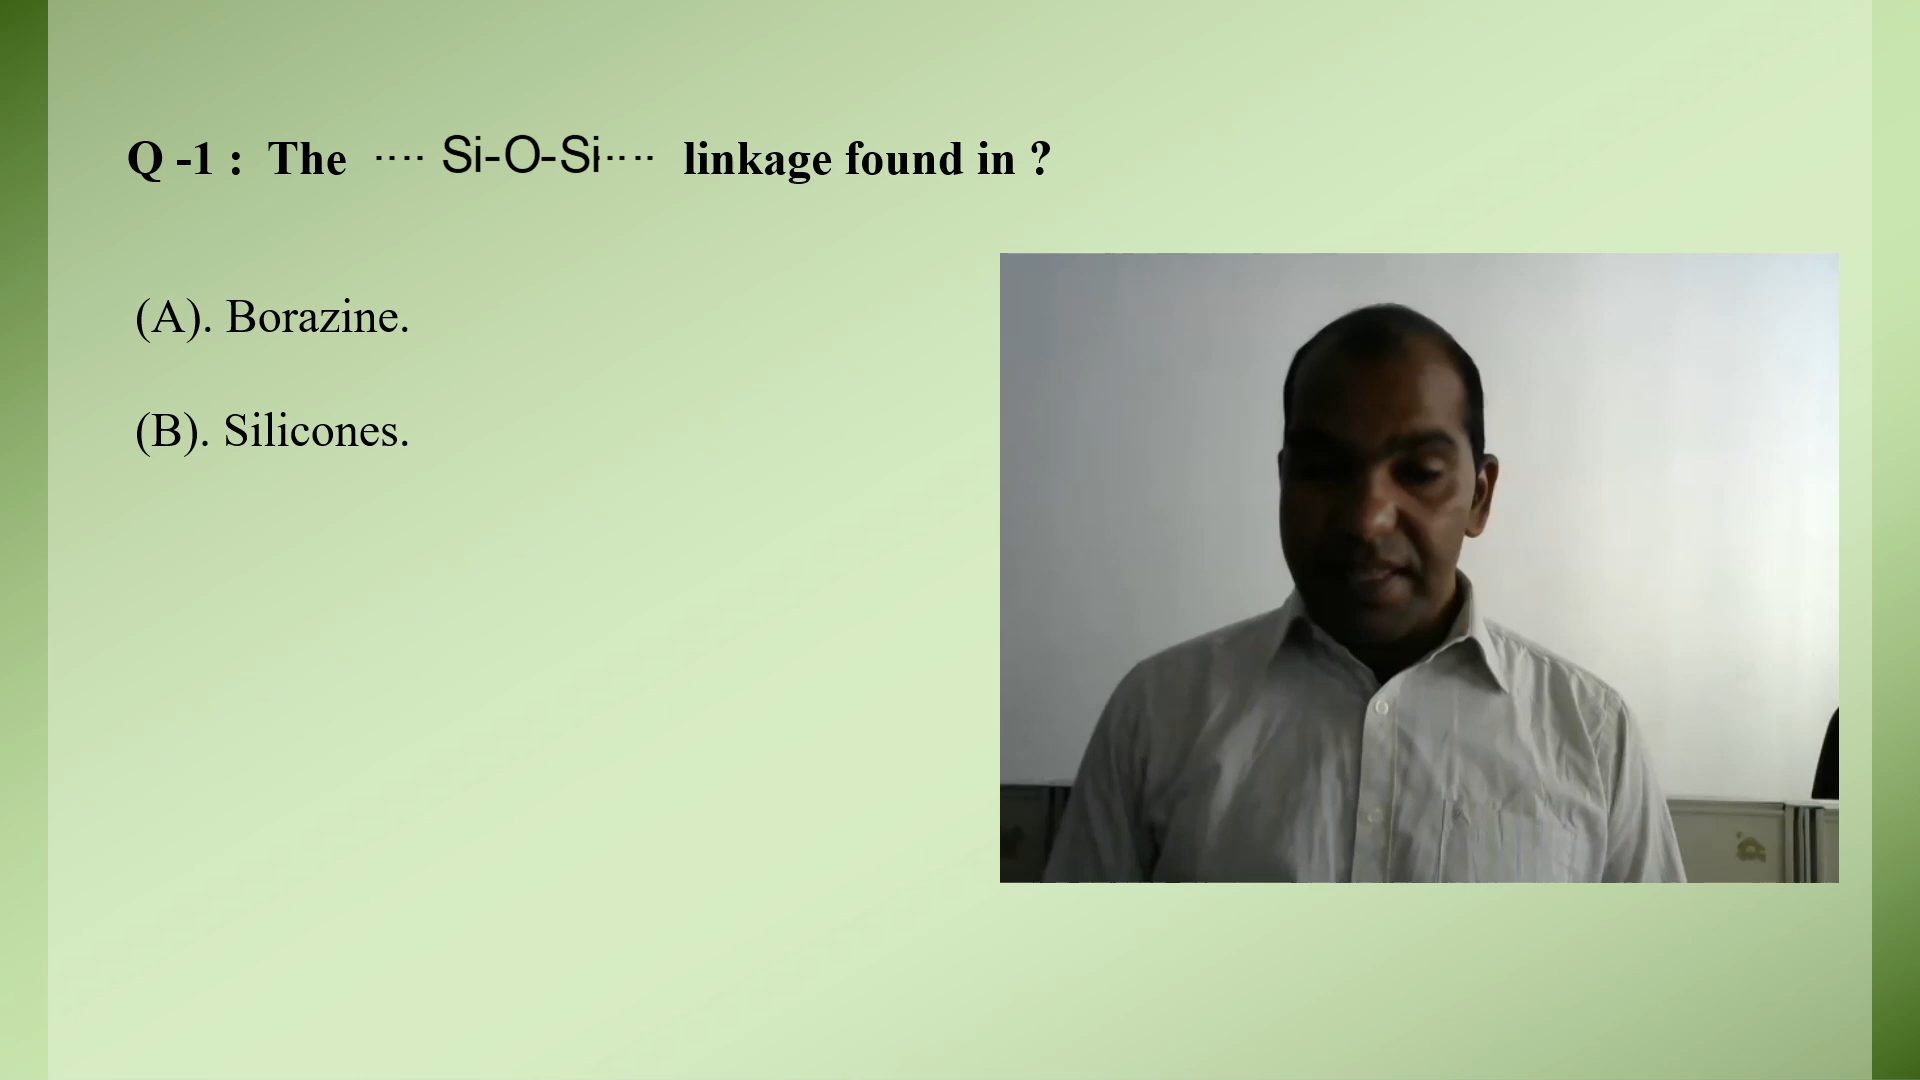 Q -1 : The ···· Si-O-Si···· linkage found in ?
(A). Borazine.
(B). Silicones.